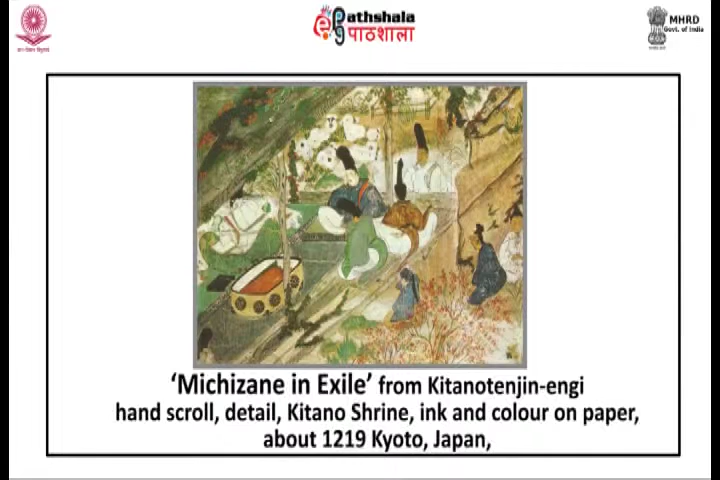 ePathshala
पाठशाला
MHRD
Govt. of India
‘Michizane in Exile’ from Kitanotenjin-engi
hand scroll, detail, Kitano Shrine, ink and colour on paper,
about 1219 Kyoto, Japan,